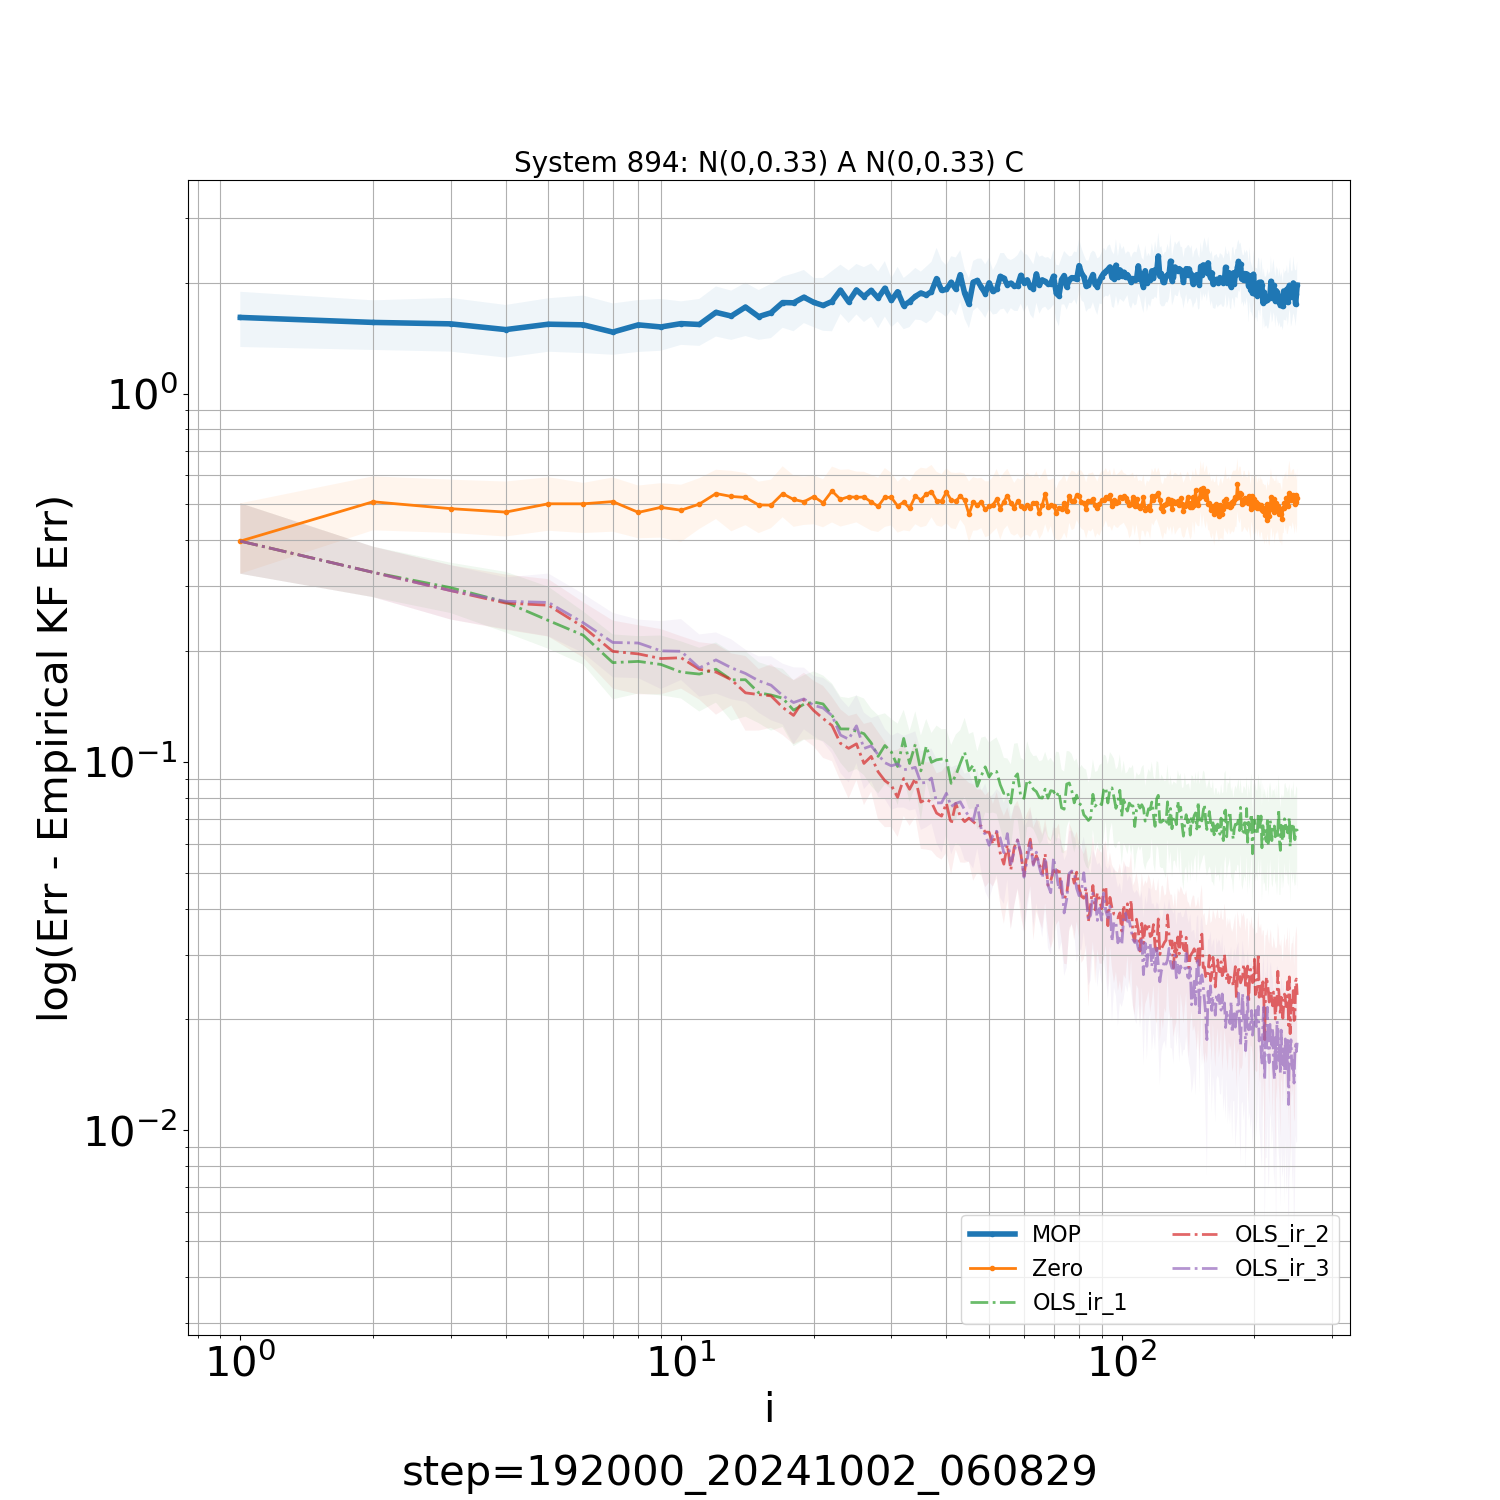 System 894: N(0,0.33) A N(0,0.33) C
log(Err - Empirical KF Err)
10⁰
10⁻¹
10⁻²
MOP
Zero
OLS_ir_1
OLS_ir_2
OLS_ir_3
10⁰
10¹
10²
i
step=192000_20241002_060829